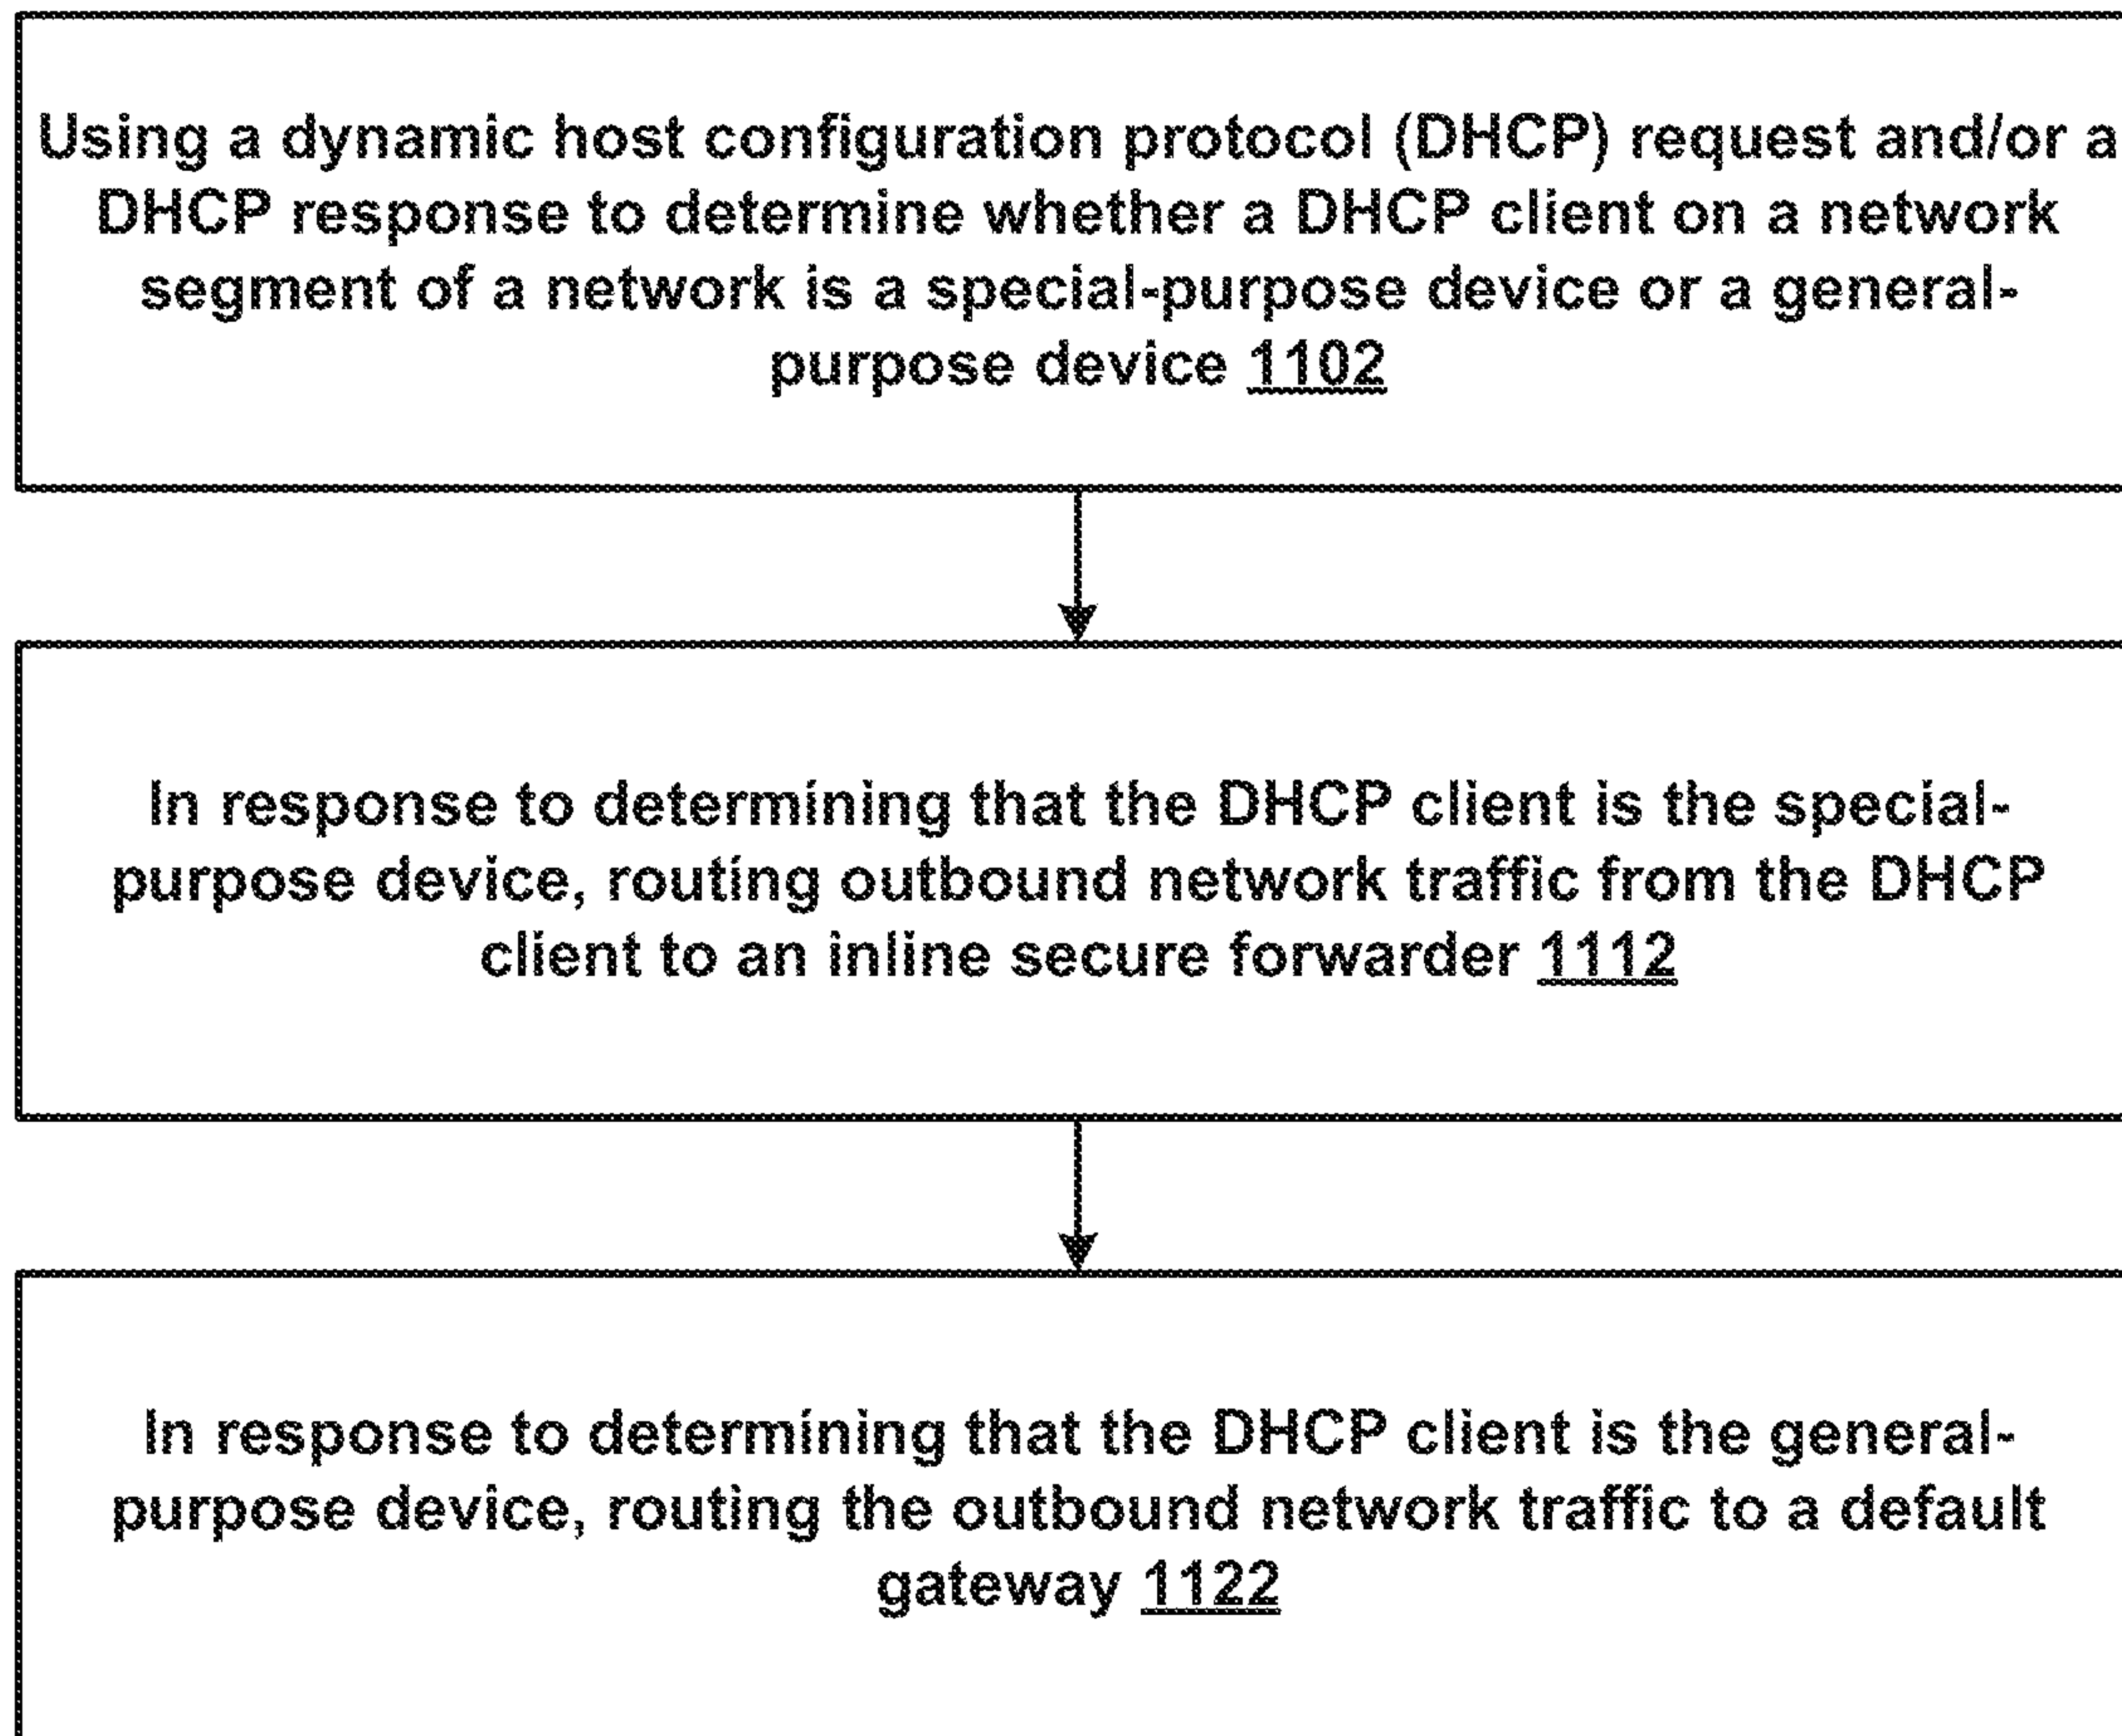 Using a dynamic host configuration protocol (DHCP) request and/or a
DHCP response to determine whether a DHCP client on a network
segment of a network is a special-purpose device or a general-
purpose device 1102
In response to determining that the DHCP client is the special-
purpose device, routing outbound network traffic from the DHCP
client to an inline secure forwarder 1112
In response to determining that the DHCP client is the general-
purpose device, routing the outbound network traffic to a default
gateway 1122